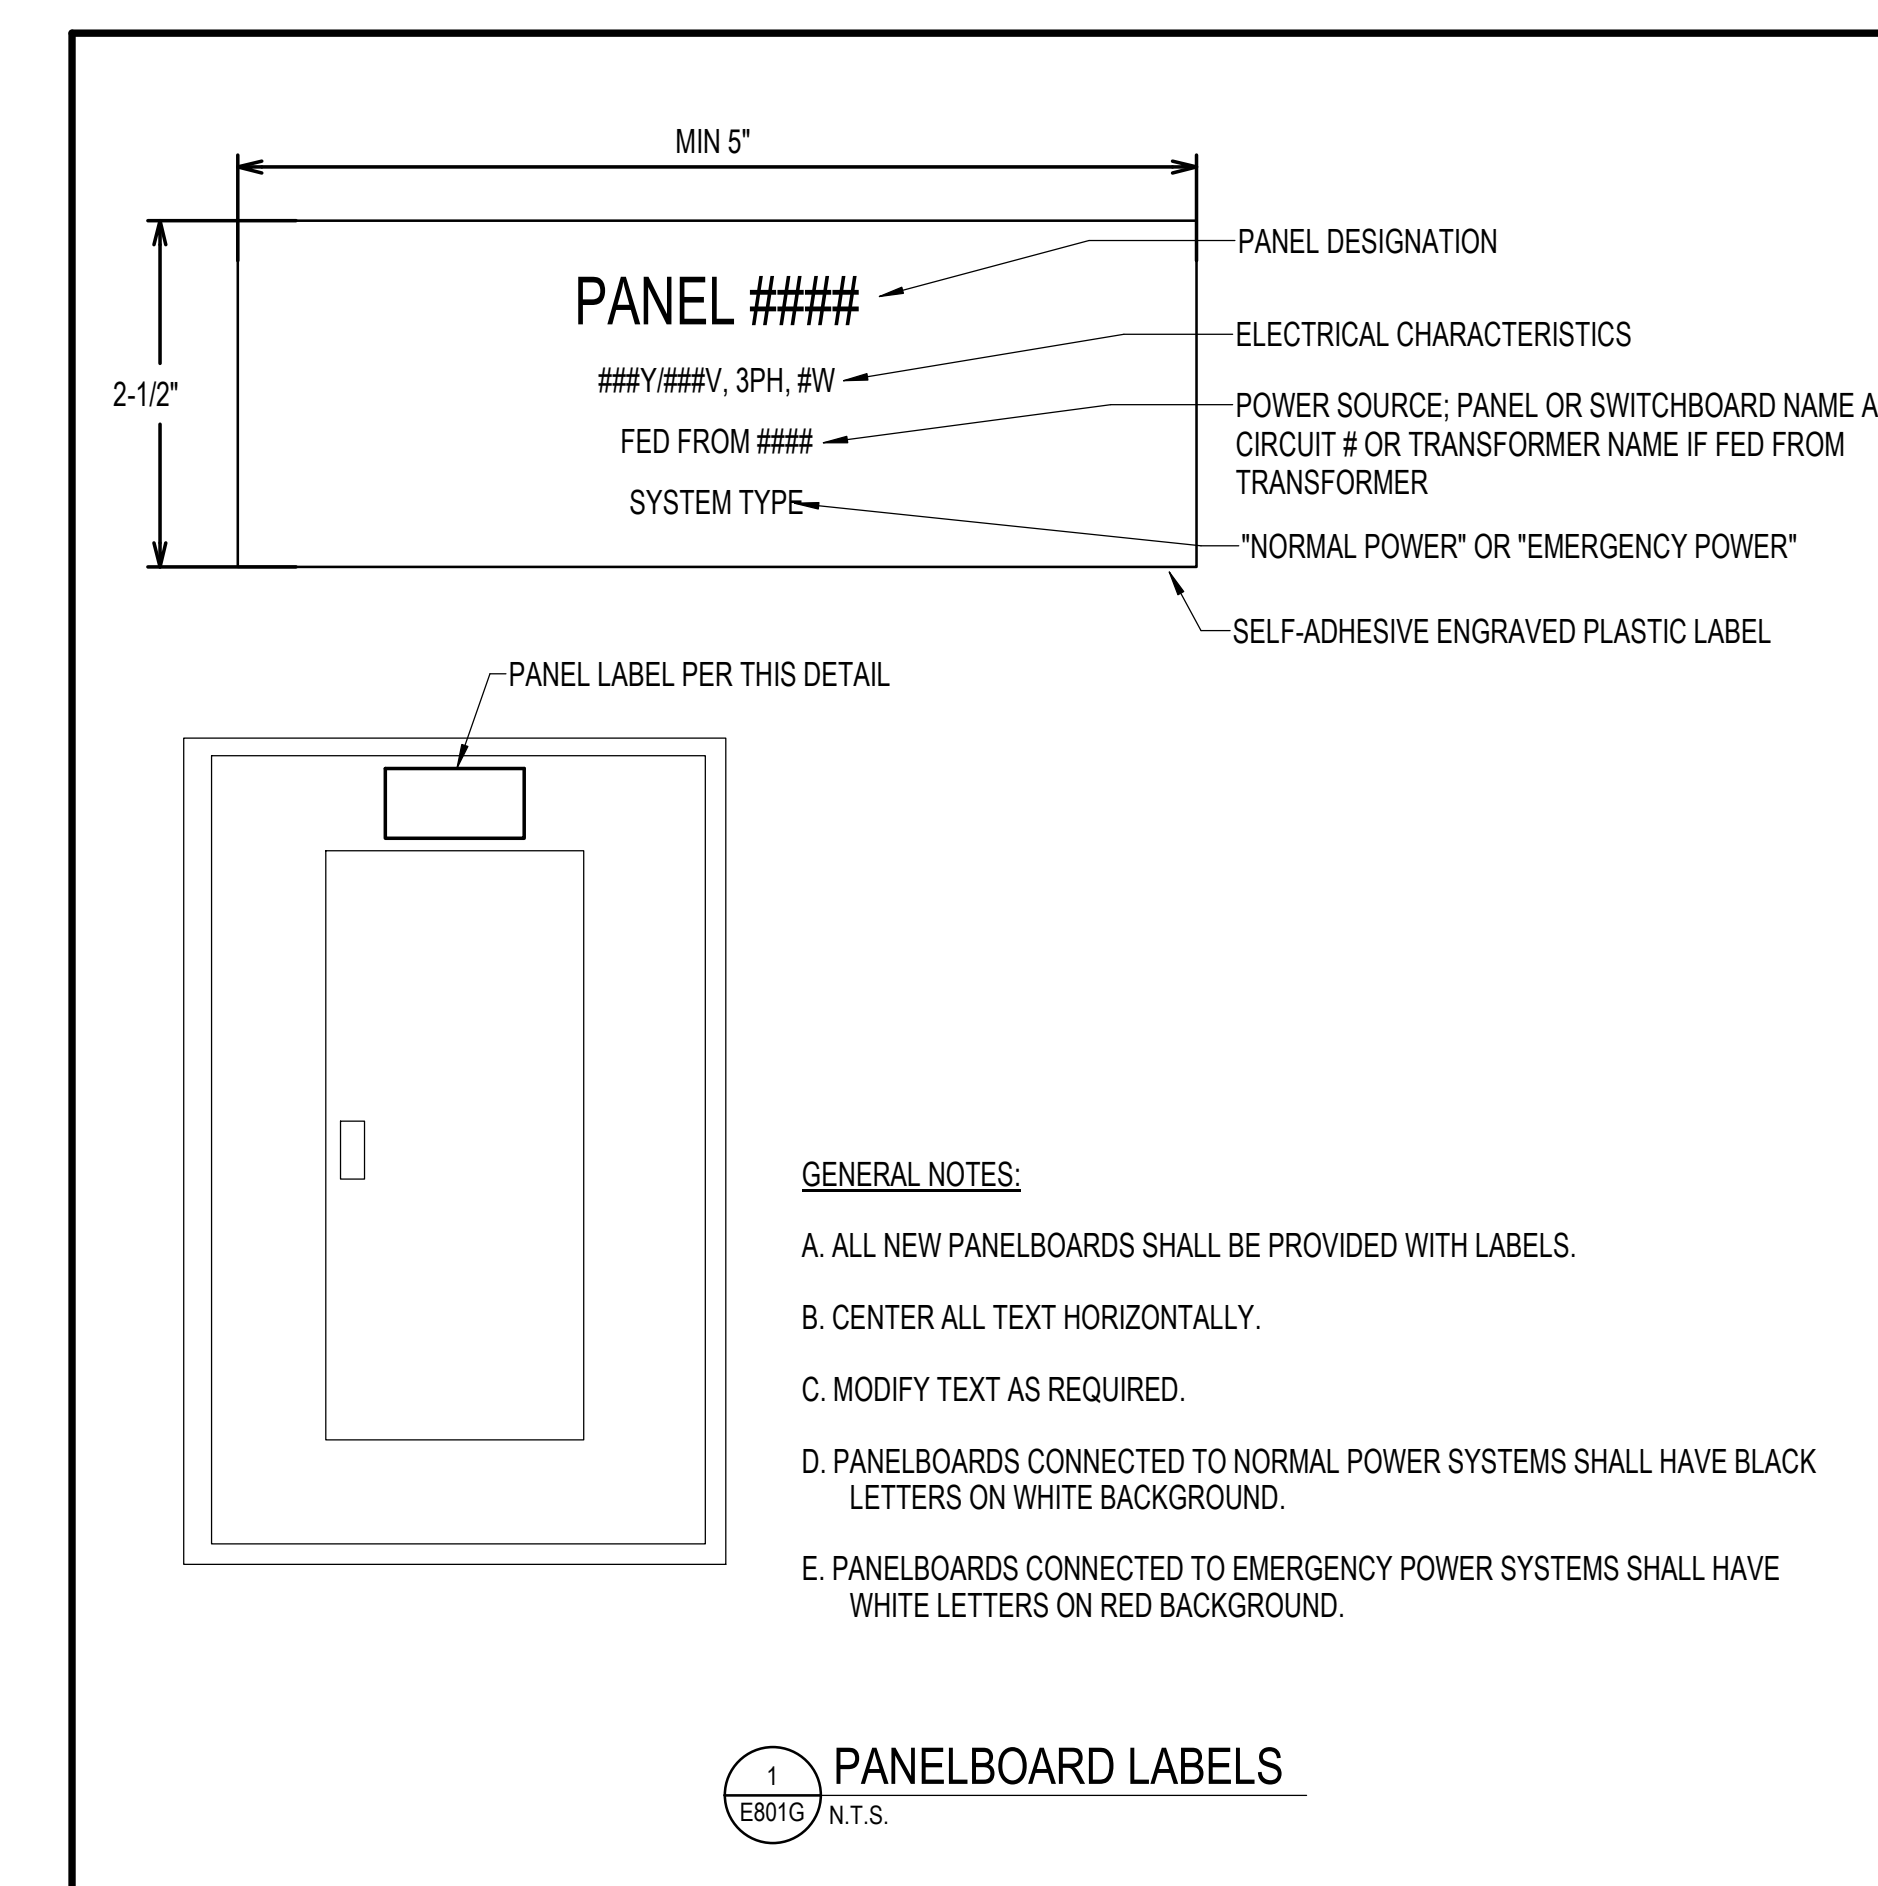 MIN 5"
2-1/2"
PANEL ####
###Y/###V, 3PH, #W
FED FROM ####
SYSTEM TYPE
PANEL DESIGNATION
ELECTRICAL CHARACTERISTICS
POWER SOURCE; PANEL OR SWITCHBOARD NAME
CIRCUIT # OR TRANSFORMER NAME IF FED FROM
TRANSFORMER
"NORMAL POWER" OR "EMERGENCY POWER"
SELF-ADHESIVE ENGRAVED PLASTIC LABEL
PANEL LABEL PER THIS DETAIL
GENERAL NOTES:
A. ALL NEW PANELBOARDS SHALL BE PROVIDED WITH LABELS.
B. CENTER ALL TEXT HORIZONTALLY.
C. MODIFY TEXT AS REQUIRED.
D. PANELBOARDS CONNECTED TO NORMAL POWER SYSTEMS SHALL HAVE BLACK
LETTERS ON WHITE BACKGROUND.
E. PANELBOARDS CONNECTED TO EMERGENCY POWER SYSTEMS SHALL HAVE
WHITE LETTERS ON RED BACKGROUND.
1
E801G
PANELBOARD LABELS
N.T.S.